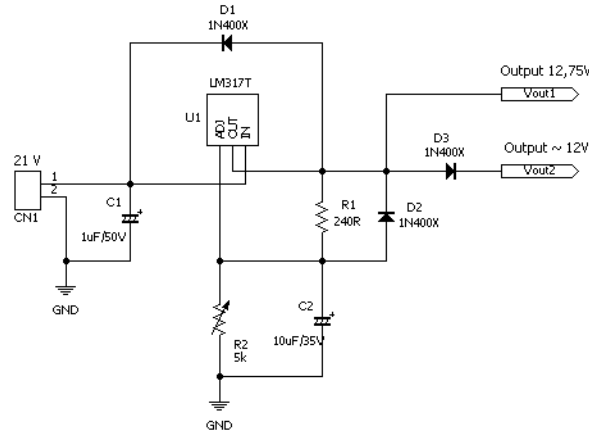 D1
1N400X
LM317T
U1
ADJ
OUT
IN
Output 12,75V
Vout1
D3
1N400X
Output ~ 12V
Vout2
21 V
1
2
CN1
C1
+
1uF/50V
GND
R1
240R
D2
1N400X
C2
+
10uF/35V
R2
5k
GND